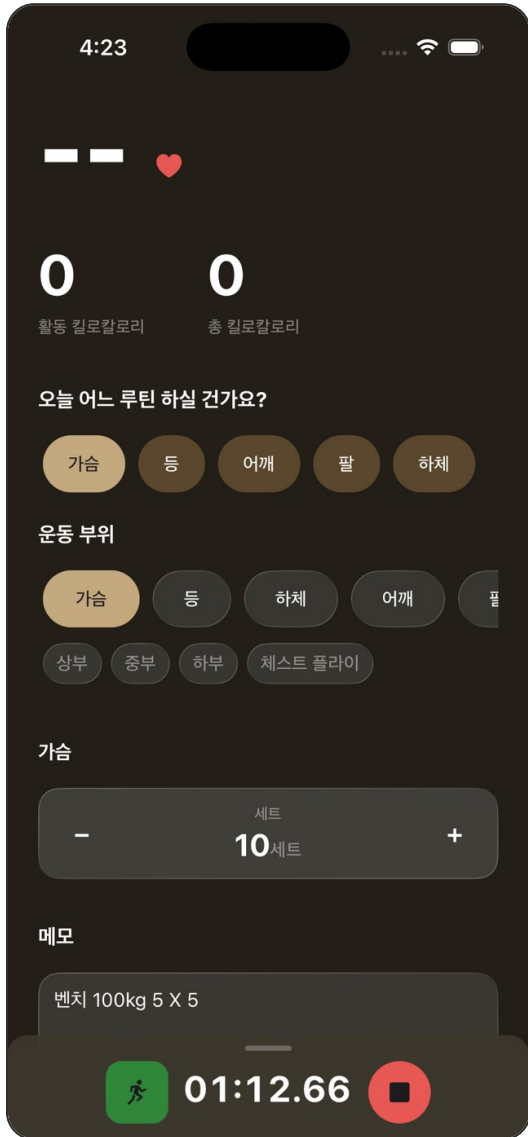 4:23
--
0 0
활동 킬로칼로리 총 킬로칼로리
오늘 어느 루틴 하실 건가요?
가슴 등 어깨 팔 하체
운동 부위
가슴 등 하체 어깨
상부 중부 하부 체스트 플라이
가슴
세트
− 10세트 +
메모
벤치 100kg 5 X 5
01:12.66